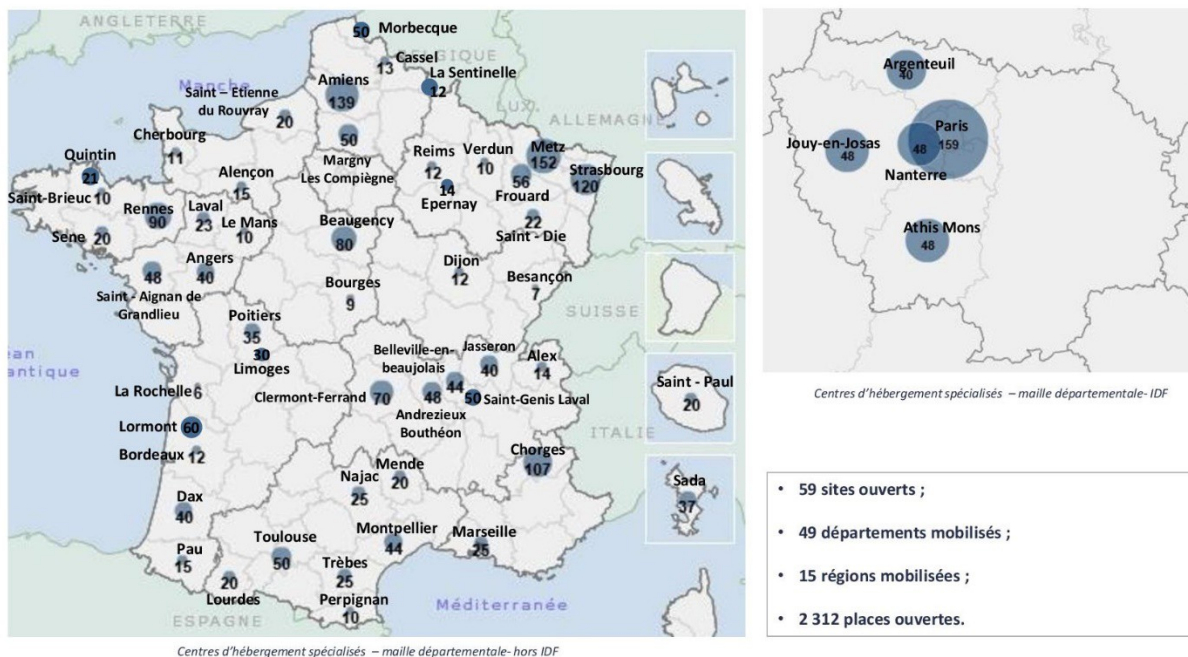 ANGLETERRE
50 Morbecque
BELGIQUE
Cassel
13
La Sentinelle
12
Manche
Amiens
139
Saint – Etienne
du Rouvray
20
LUX.
ALLEMAGNE
Cherbourg
11
50
Margny
Les Compiègne
Reims
12
Verdun
10
Metz
152
Strasbourg
120
Quintin
21
Alençon
15
14
Epernay
56
Frouard
Saint-Brieuc 10
Rennes
90
Laval
23
Le Mans
10
Beaugency
80
22
Saint - Die
Sene
20
48
Saint - Aignan de
Grandlieu
Angers
40
Bourges
9
Dijon
12
Besançon
7
SUISSE
Poitiers
35
30
Limoges
Belleville-en-
beaujolais
44
Jasseron
40
Alex
14
ean
antique
La Rochelle 6
Clermont-Ferrand 70
48
Andrezieux
Bouthéon
50 Saint-Genis Laval
Saint - Paul
20
ITALIE
Lormont 60
Bordeaux 12
Chorges
107
Mende
20
Najac
25
Sada
37
Dax
40
Toulouse
50
Montpellier
44
Marseille
25
Pau
15
20
Lourdes
Trèbes
25
Perpignan
10
Méditerranée
ESPAGNE
Centres d'hébergement spécialisés – maille départementale- hors IDF
Argenteuil
40
Paris
159
Jouy-en-Josas
48
48
Nanterre
Athis Mons
48
Centres d'hébergement spécialisés – maille départementale- IDF
• 59 sites ouverts ;
• 49 départements mobilisés ;
• 15 régions mobilisées ;
• 2 312 places ouvertes.